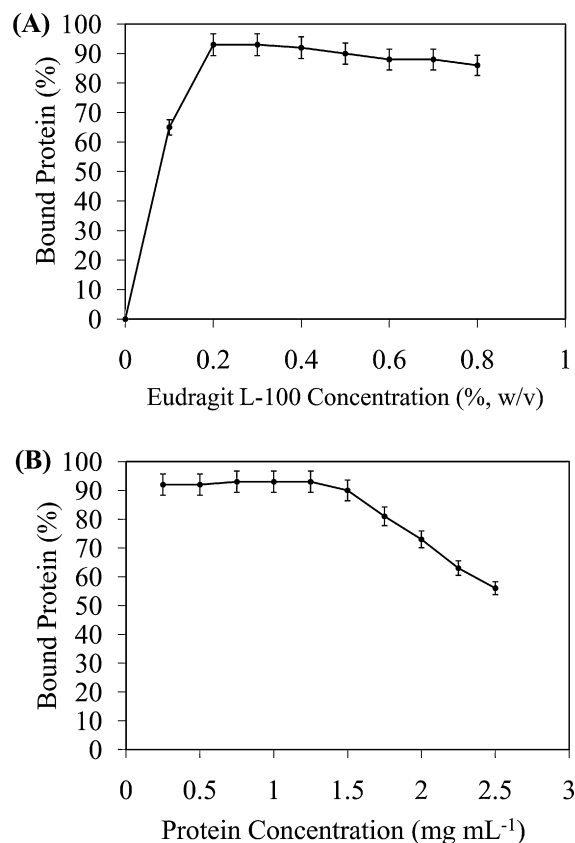 (A)
Bound Protein (%)
100
90
80
70
60
50
40
30
20
10
0
0 0.2 0.4 0.6 0.8 1
Eudragit L-100 Concentration (%, w/v)
(B)
Bound Protein (%)
100
90
80
70
60
50
40
30
20
10
0
0 0.5 1 1.5 2 2.5 3
Protein Concentration (mg mL⁻¹)